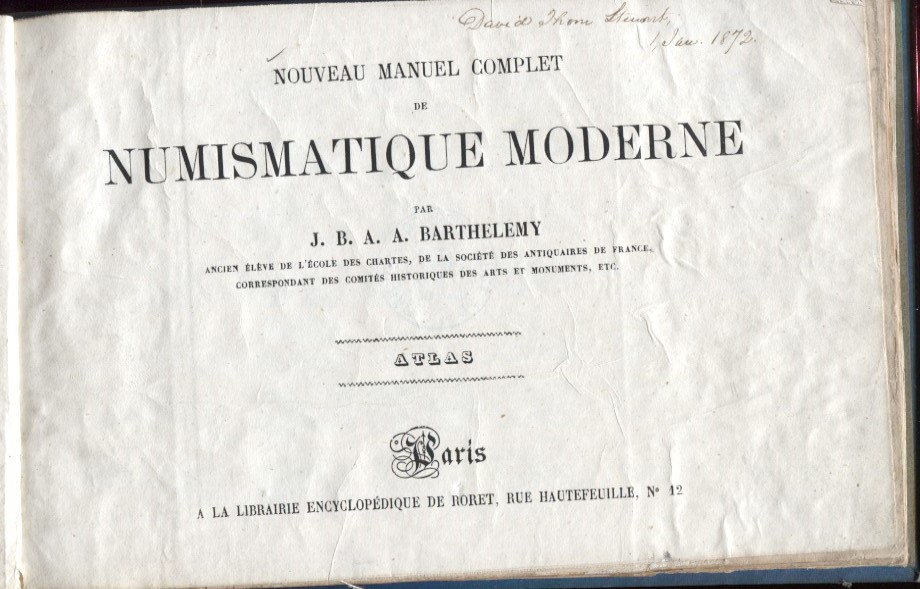 David Thom Stewart,
1 Jan. 1872.
NOUVEAU MANUEL COMPLET
DE
NUMISMATIQUE MODERNE
PAR
J. B. A. A. BARTHELEMY
ANCIEN ÉLÈVE DE L'ÉCOLE DES CHARTES, DE LA SOCIÉTÉ DES ANTIQUAIRES DE FRANCE,
CORRESPONDANT DES COMITÉS HISTORIQUES DES ARTS ET MONUMENTS, ETC.
ATLAS
Paris
A LA LIBRAIRIE ENCYCLOPÉDIQUE DE RORET, RUE HAUTEFEUILLE, No 12